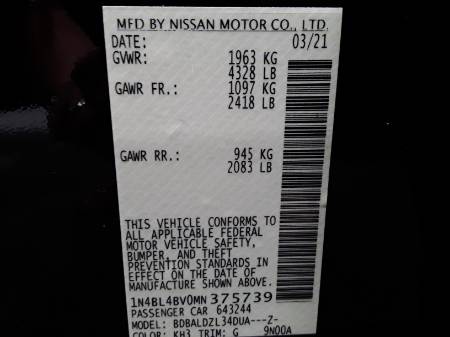 MFD BY NISSAN MOTOR CO., LTD.
DATE: 03/21
GVWR: 1963 KG
4328 LB
GAWR FR.: 1097 KG
2418 LB
GAWR RR.: 945 KG
2083 LB
THIS VEHICLE CONFORMS TO
ALL APPLICABLE FEDERAL
MOTOR VEHICLE SAFETY,
BUMPER, AND THEFT
PREVENTION STANDARDS IN
EFFECT ON THE DATE OF
MANUFACTURE SHOWN ABOVE.
1N4BL4BV0MN375739
PASSENGER CAR 643244
MODEL: BDBALDZL34DUA---Z-
COLOR: KH3 TRIM: G 9N00A